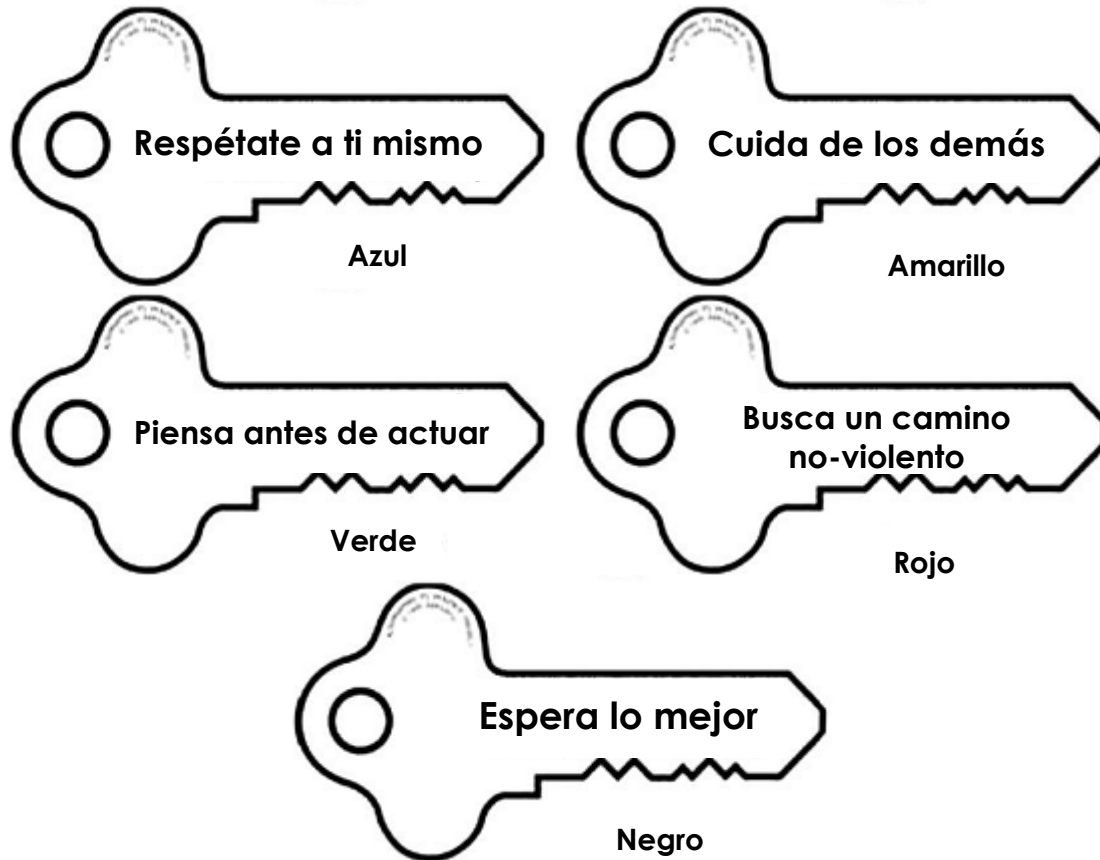 Respétate a ti mismo
Azul
Cuida de los demás
Amarillo
Piensa antes de actuar
Verde
Busca un camino
no-violento
Rojo
Espera lo mejor
Negro